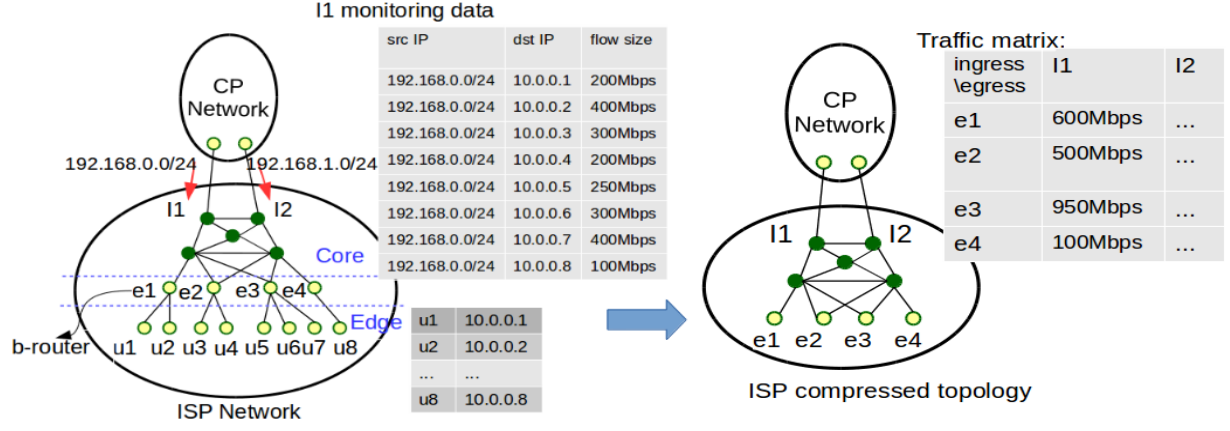 I1 monitoring data
src IP dst IP flow size
192.168.0.0/24 10.0.0.1 200Mbps
192.168.0.0/24 10.0.0.2 400Mbps
192.168.0.0/24 10.0.0.3 300Mbps
192.168.0.0/24 10.0.0.4 200Mbps
192.168.0.0/24 10.0.0.5 250Mbps
192.168.0.0/24 10.0.0.6 300Mbps
192.168.0.0/24 10.0.0.7 400Mbps
192.168.0.0/24 10.0.0.8 100Mbps
CP
Network
192.168.0.0/24 192.168.1.0/24
I1 I2
Core
e1 e2 e3 e4
Edge
b-router u1 u2 u3 u4 u5 u6 u7 u8
ISP Network
u1 10.0.0.1
u2 10.0.0.2
... ...
u8 10.0.0.8
Traffic matrix:
ingress
\egress I1 I2
e1 600Mbps ...
e2 500Mbps ...
e3 950Mbps ...
e4 100Mbps ...
CP
Network
I1 I2
e1 e2 e3 e4
ISP compressed topology